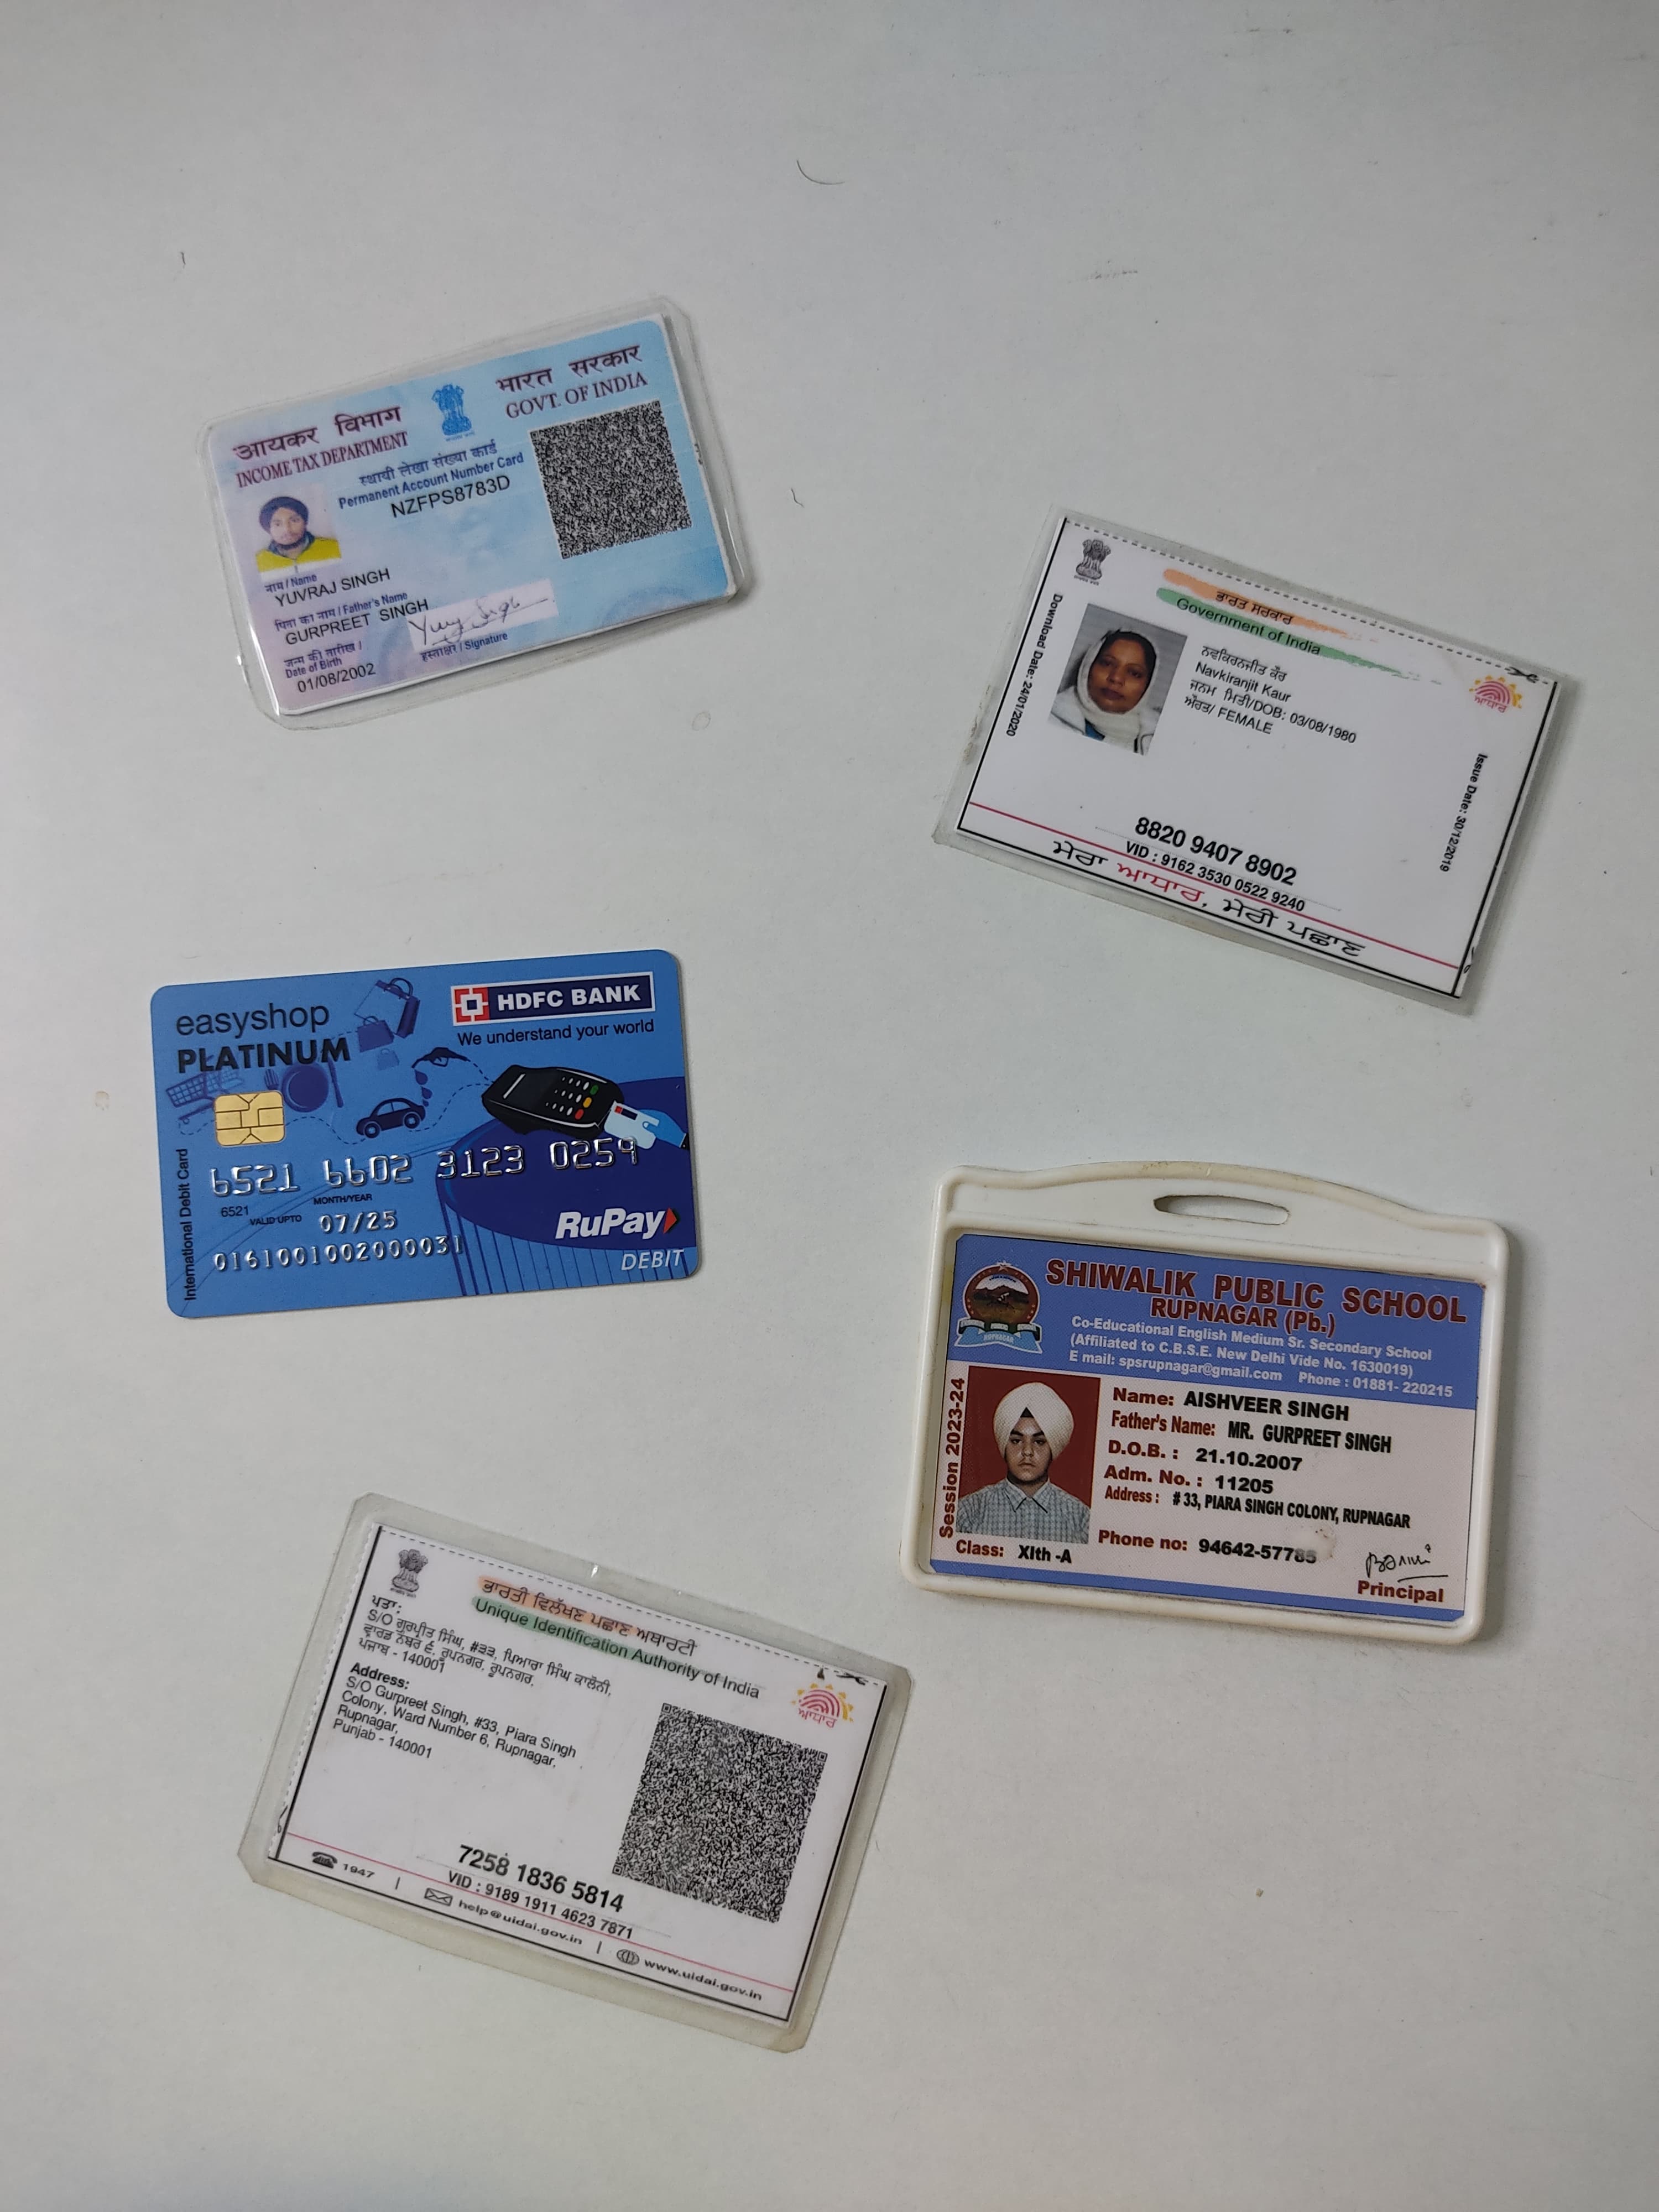 आयकर विभाग
INCOME TAX DEPARTMENT
भारत सरकार
GOVT. OF INDIA
स्थायी लेखा संख्या कार्ड
Permanent Account Number Card
NZFPS8783D
नाम / Name
YUVRAJ SINGH
पिता का नाम / Father's Name
GURPREET SINGH
जन्म की तारीख /
Date of Birth
01/08/2002
हस्ताक्षर / Signature
ਭਾਰਤ ਸਰਕਾਰ
Government of India
Download Date: 24/01/2020
ਨਵਕਿਰਨਜੀਤ ਕੌਰ
Navkiranjit Kaur
ਜਨਮ ਮਿਤੀ/DOB: 03/08/1980
ਔਰਤ/ FEMALE
ਆਧਾਰ
Issue Date: 30/12/2019
8820 9407 8902
VID : 9162 3530 0522 9240
ਮੇਰਾ ਆਧਾਰ, ਮੇਰੀ ਪਛਾਣ
easyshop
PLATINUM
HDFC BANK
We understand your world
International Debit Card
6521 6602 3123 0259
6521
MONTH/YEAR
VALID UPTO 07/25
0161001002000031
RuPay
DEBIT
SHIWALIK PUBLIC SCHOOL
RUPNAGAR (Pb.)
Co-Educational English Medium Sr. Secondary School
(Affiliated to C.B.S.E. New Delhi Vide No. 1630019)
E mail: spsrupnagar@gmail.com Phone : 01881- 220215
RUPNAGAR
Session 2023-24
Name: AISHVEER SINGH
Father's Name: MR. GURPREET SINGH
D.O.B. : 21.10.2007
Adm. No. : 11205
Address : # 33, PIARA SINGH COLONY, RUPNAGAR
Phone no: 94642-57785
Class: XIth -A
Principal
ਭਾਰਤੀ ਵਿਲੱਖਣ ਪਛਾਣ ਅਥਾਰਟੀ
Unique Identification Authority of India
ਪਤਾ:
S/O ਗੁਰਪ੍ਰੀਤ ਸਿੰਘ, #੩੩, ਪਿਆਰਾ ਸਿੰਘ ਕਾਲੋਨੀ,
ਵਾਰਡ ਨੰਬਰ ੬, ਰੂਪਨਗਰ, ਰੂਪਨਗਰ,
ਪੰਜਾਬ - 140001
Address:
S/O Gurpreet Singh, #33, Piara Singh
Colony, Ward Number 6, Rupnagar,
Rupnagar,
Punjab - 140001
ਆਧਾਰ
7258 1836 5814
VID : 9189 1911 4623 7871
1947 | help@uidai.gov.in | www.uidai.gov.in